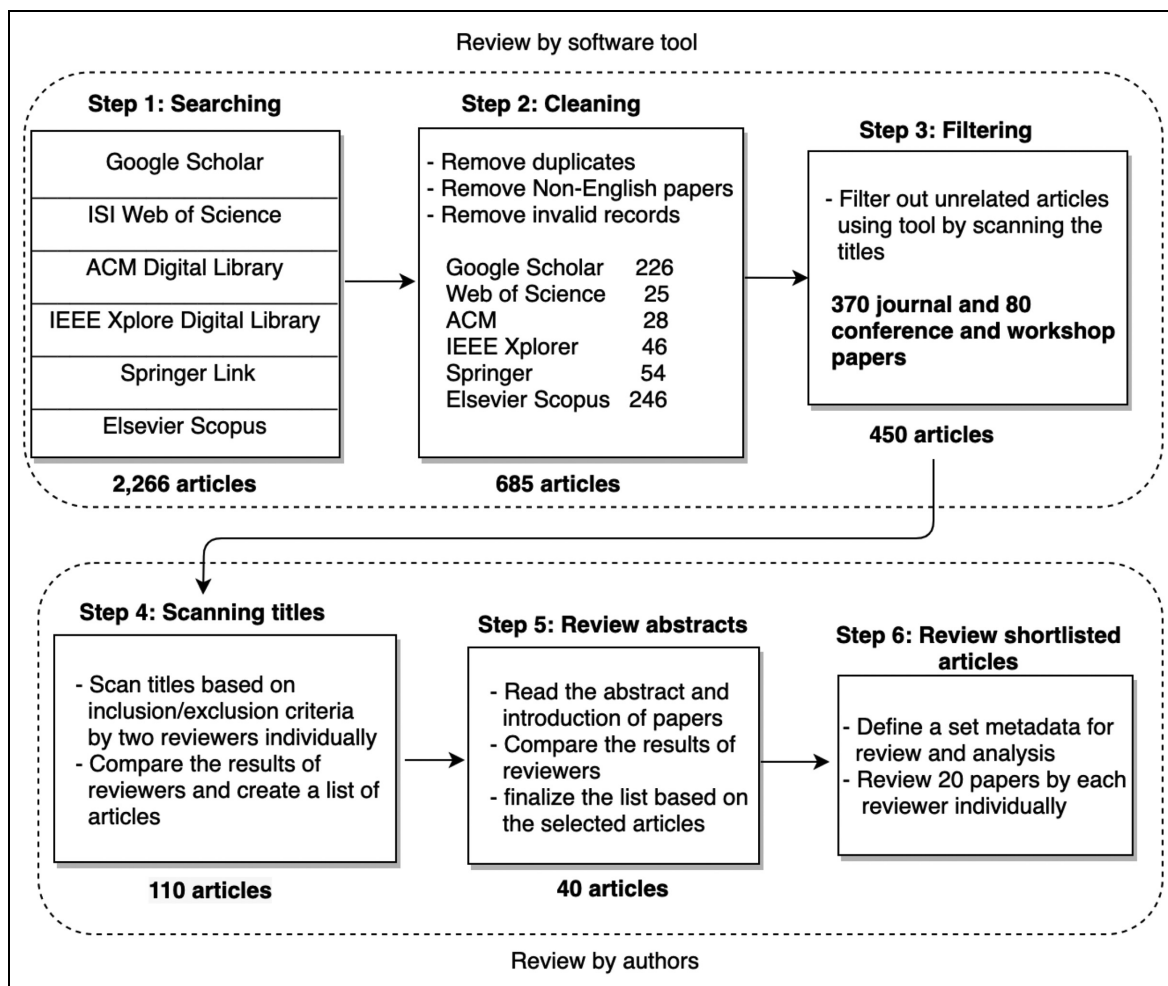 Review by software tool
Step 1: Searching
Google Scholar
ISI Web of Science
ACM Digital Library
IEEE Xplore Digital Library
Springer Link
Elsevier Scopus
2,266 articles
Step 2: Cleaning
- Remove duplicates
- Remove Non-English papers
- Remove invalid records
Google Scholar 226
Web of Science 25
ACM 28
IEEE Xplorer 46
Springer 54
Elsevier Scopus 246
685 articles
Step 3: Filtering
- Filter out unrelated articles
using tool by scanning the
titles
370 journal and 80
conference and workshop
papers
450 articles
Step 4: Scanning titles
- Scan titles based on
inclusion/exclusion criteria
by two reviewers individually
- Compare the results of
reviewers and create a list of
articles
110 articles
Step 5: Review abstracts
- Read the abstract and
introduction of papers
- Compare the results of
reviewers
- finalize the list based on
the selected articles
40 articles
Step 6: Review shortlisted
articles
- Define a set metadata for
review and analysis
- Review 20 papers by each
reviewer individually
Review by authors